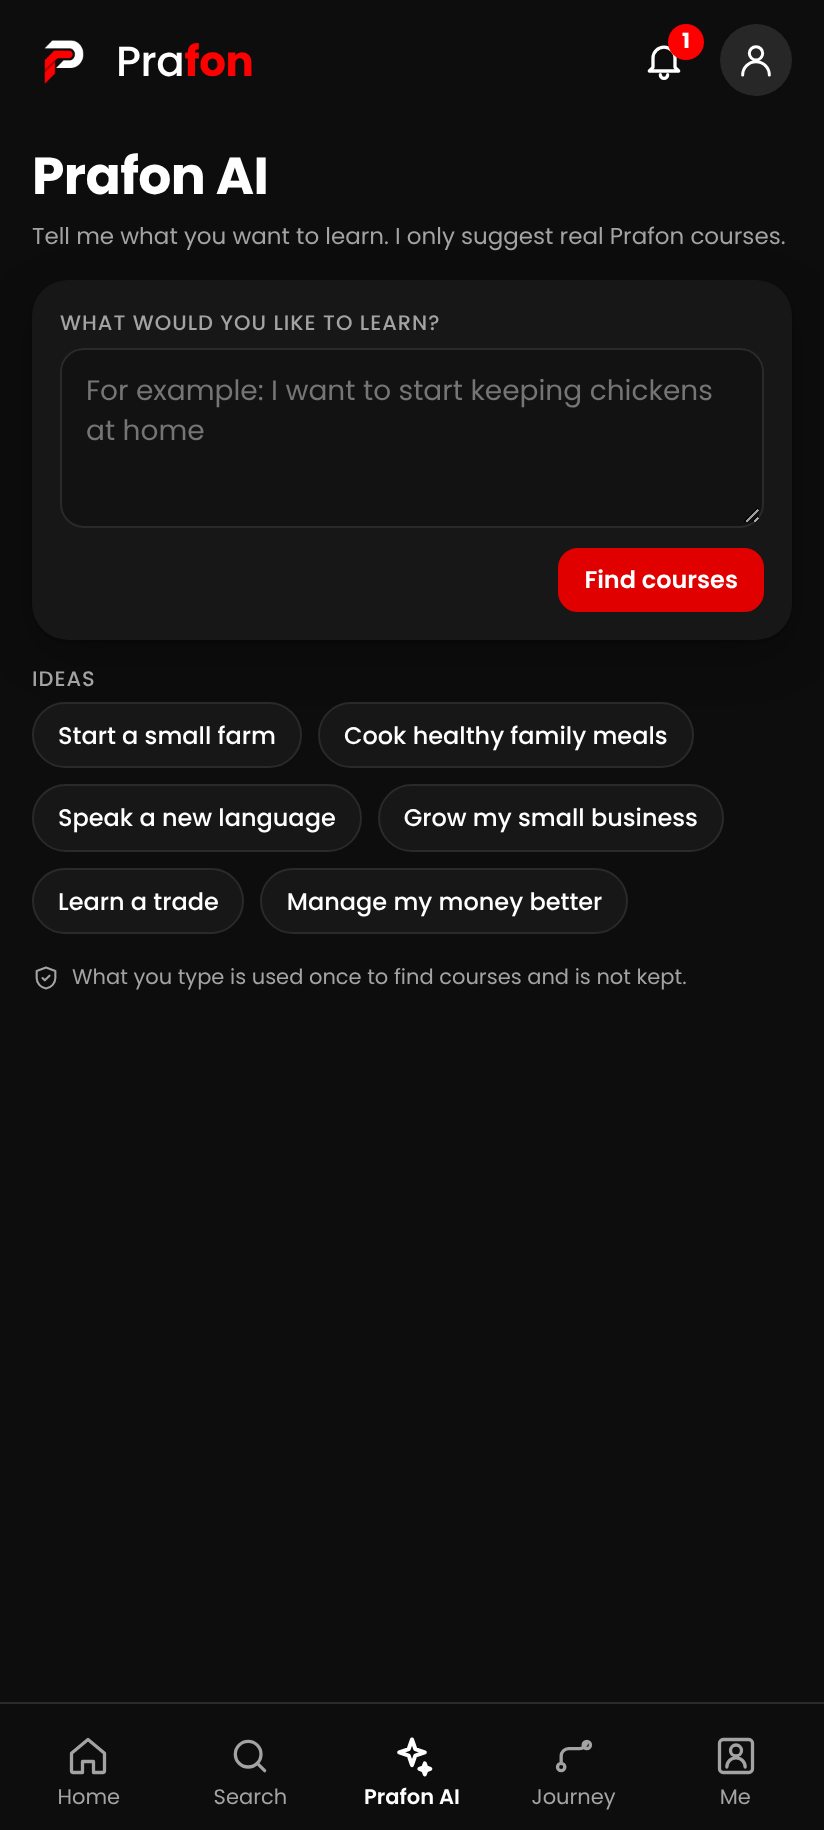 Prafon
1
Prafon AI
Tell me what you want to learn. I only suggest real Prafon courses.
WHAT WOULD YOU LIKE TO LEARN?
For example: I want to start keeping chickens
at home
Find courses
IDEAS
Start a small farm
Cook healthy family meals
Speak a new language
Grow my small business
Learn a trade
Manage my money better
What you type is used once to find courses and is not kept.
Home
Search
Prafon AI
Journey
Me